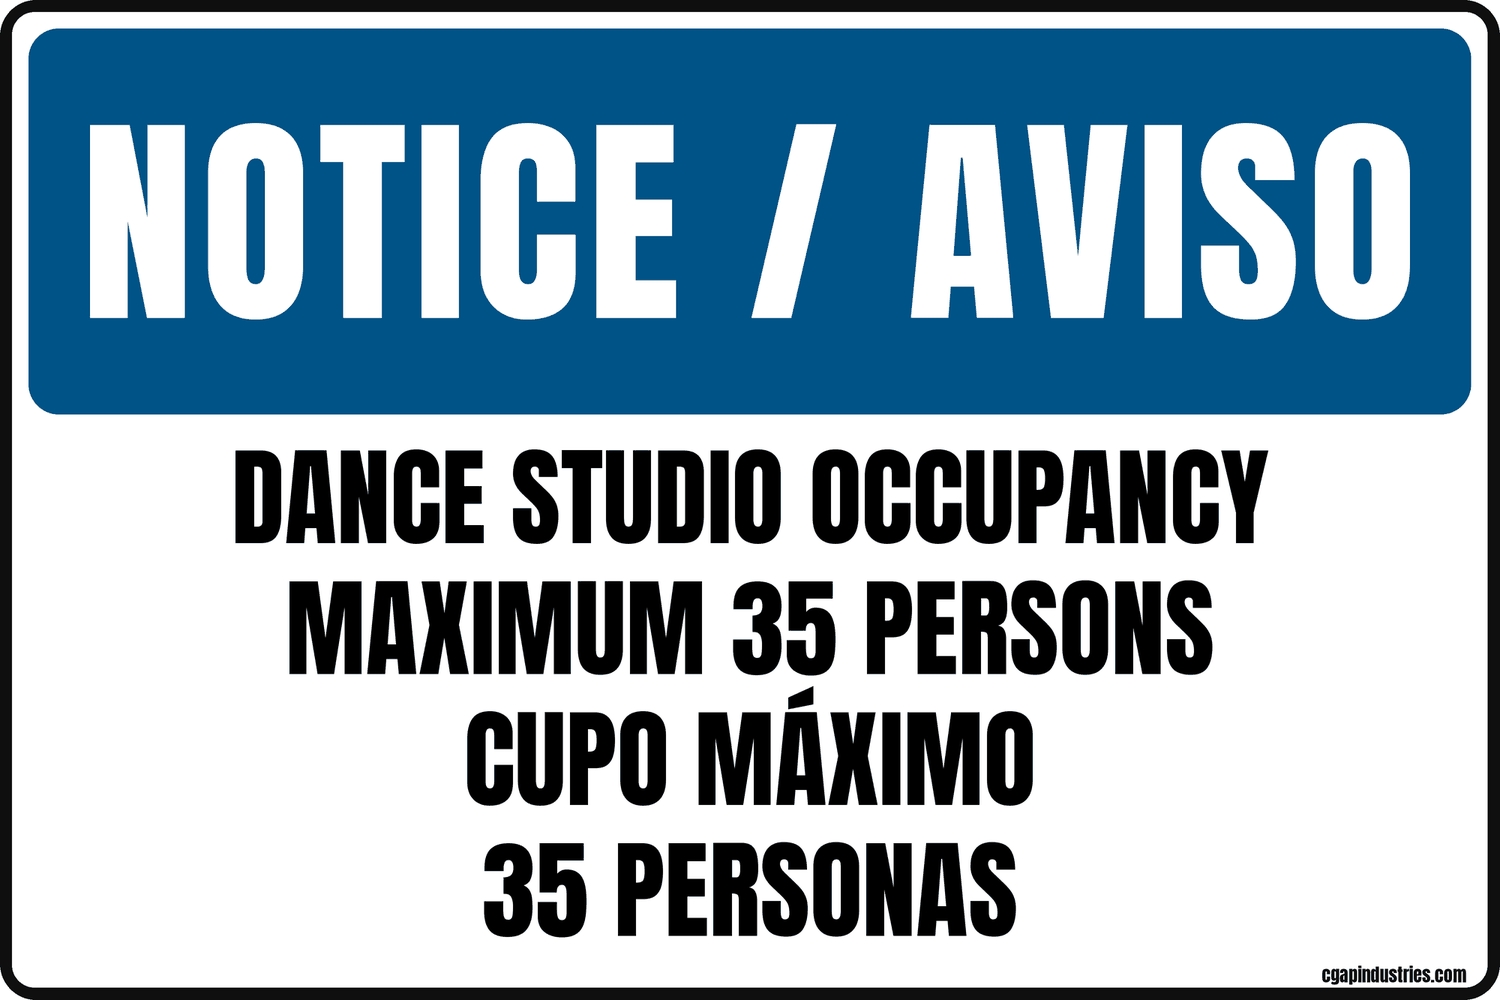 NOTICE / AVISO
DANCE STUDIO OCCUPANCY
MAXIMUM 35 PERSONS
CUPO MÁXIMO
35 PERSONAS
cgapindustries.com